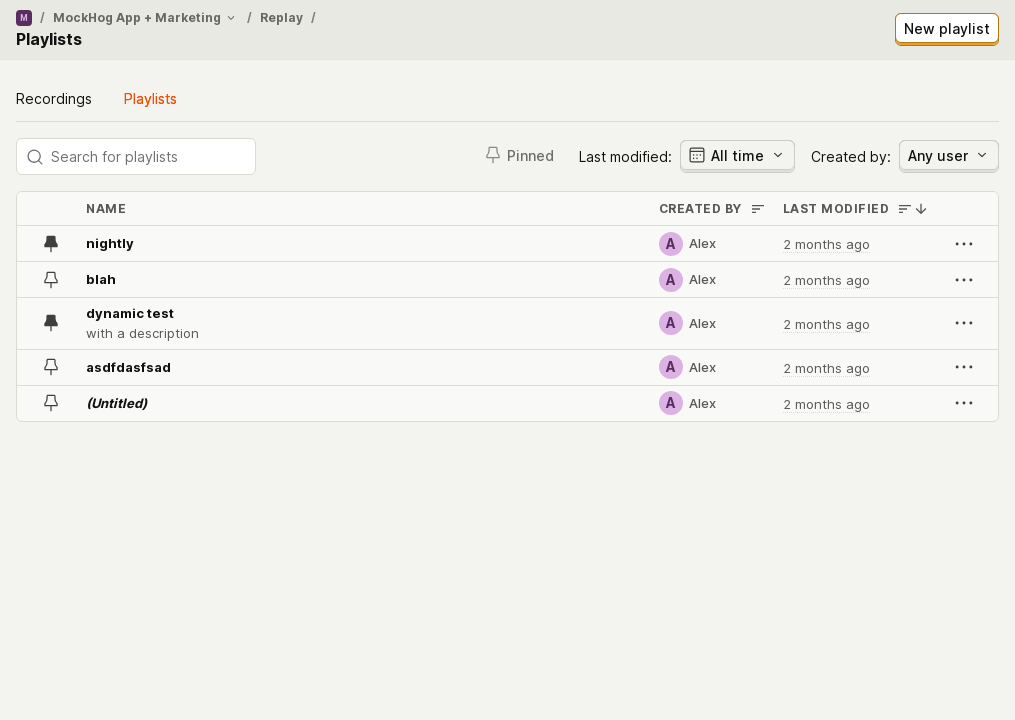 M / MockHog App + Marketing / Replay /
Playlists
New playlist
Recordings Playlists
Search for playlists Pinned Last modified: All time Created by: Any user
NAME CREATED BY LAST MODIFIED
nightly A Alex 2 months ago
blah A Alex 2 months ago
dynamic test
with a description A Alex 2 months ago
asdfdasfsad A Alex 2 months ago
(Untitled) A Alex 2 months ago